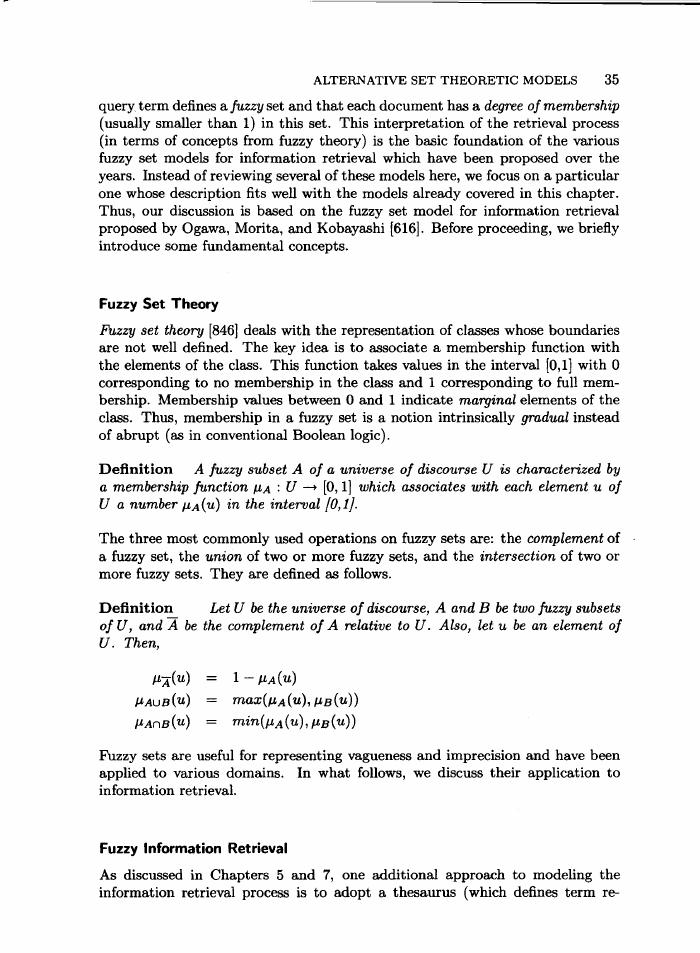 ALTERNATIVE SET THEORETIC MODELS 35
query term defines a fuzzy set and that each document has a degree of membership
(usually smaller than 1) in this set. This interpretation of the retrieval process
(in terms of concepts from fuzzy theory) is the basic foundation of the various
fuzzy set models for information retrieval which have been proposed over the
years. Instead of reviewing several of these models here, we focus on a particular
one whose description fits well with the models already covered in this chapter.
Thus, our discussion is based on the fuzzy set model for information retrieval
proposed by Ogawa, Morita, and Kobayashi [616]. Before proceeding, we briefly
introduce some fundamental concepts.
Fuzzy Set Theory
Fuzzy set theory [846] deals with the representation of classes whose boundaries
are not well defined. The key idea is to associate a membership function with
the elements of the class. This function takes values in the interval [0,1] with 0
corresponding to no membership in the class and 1 corresponding to full mem-
bership. Membership values between 0 and 1 indicate marginal elements of the
class. Thus, membership in a fuzzy set is a notion intrinsically gradual instead
of abrupt (as in conventional Boolean logic).
Definition A fuzzy subset A of a universe of discourse U is characterized by
a membership function μA : U → [0, 1] which associates with each element u of
U a number μA(u) in the interval [0,1].
The three most commonly used operations on fuzzy sets are: the complement of
a fuzzy set, the union of two or more fuzzy sets, and the intersection of two or
more fuzzy sets. They are defined as follows.
Definition Let U be the universe of discourse, A and B be two fuzzy subsets
of U, and A̅ be the complement of A relative to U. Also, let u be an element of
U. Then,
μA̅(u) = 1 − μA(u)
μA∪B(u) = max(μA(u), μB(u))
μA∩B(u) = min(μA(u), μB(u))
Fuzzy sets are useful for representing vagueness and imprecision and have been
applied to various domains. In what follows, we discuss their application to
information retrieval.
Fuzzy Information Retrieval
As discussed in Chapters 5 and 7, one additional approach to modeling the
information retrieval process is to adopt a thesaurus (which defines term re-